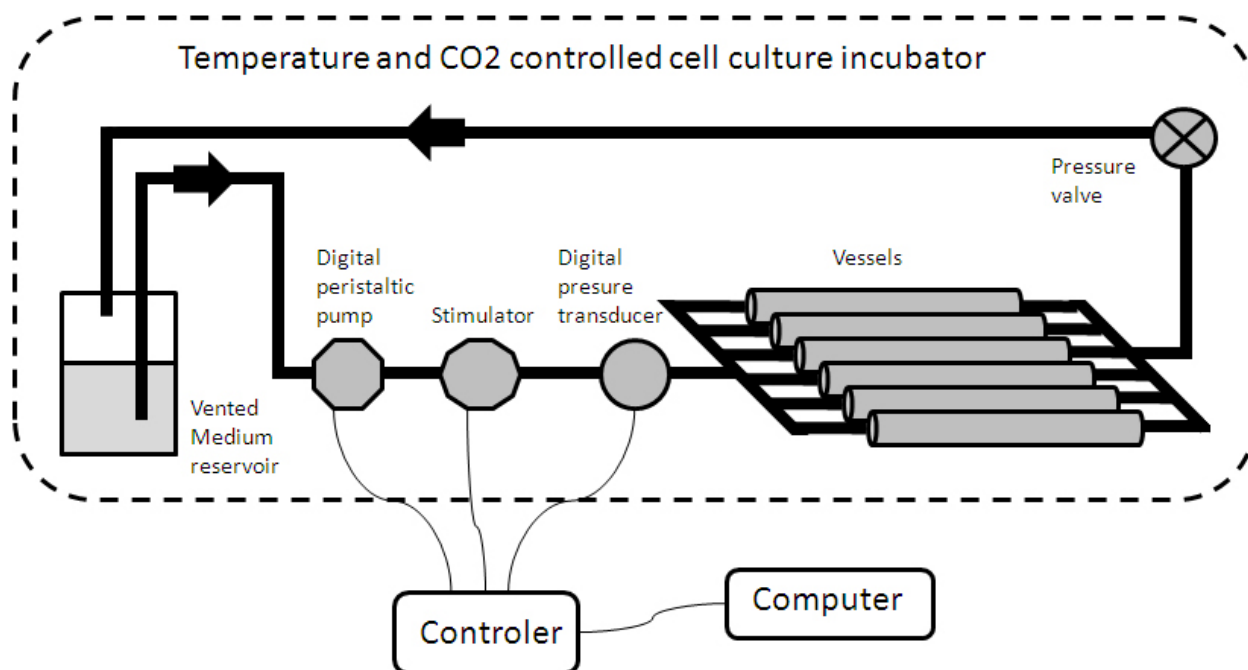 Temperature and CO2 controlled cell culture incubator
Pressure
valve
Digital
peristaltic
pump
Stimulator
Digital
presure
transducer
Vessels
Vented
Medium
reservoir
Controler
Computer